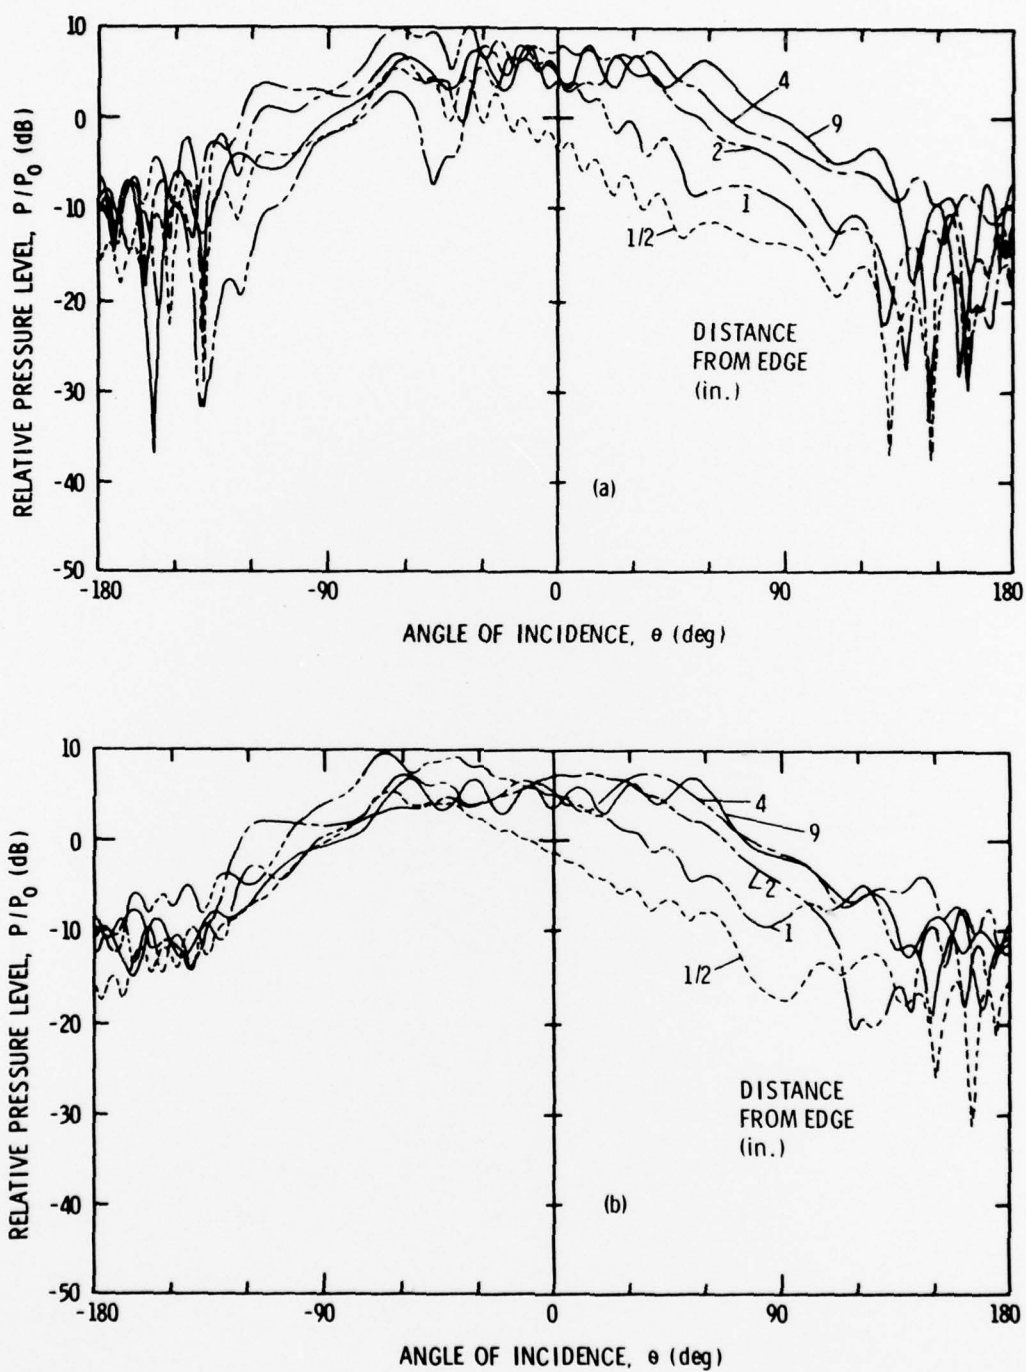 10
0
-10
-20
-30
-40
-50
RELATIVE PRESSURE LEVEL, P/P0 (dB)
4
9
2
1
1/2
DISTANCE
FROM EDGE
(in.)
(a)
-180
-90
0
90
180
ANGLE OF INCIDENCE, θ (deg)
10
0
-10
-20
-30
-40
-50
RELATIVE PRESSURE LEVEL, P/P0 (dB)
4
9
2
1
1/2
DISTANCE
FROM EDGE
(in.)
(b)
-180
-90
0
90
180
ANGLE OF INCIDENCE, θ (deg)